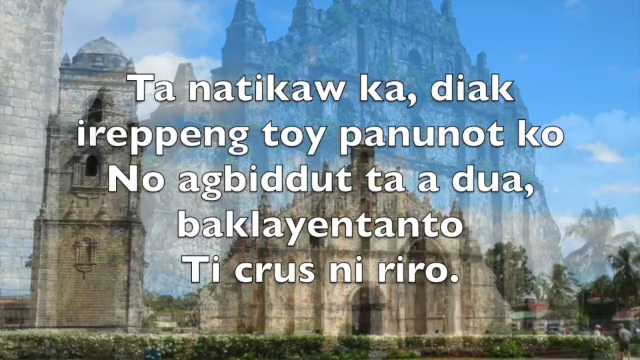 Ta natikaw ka, diak
ireppeng toy panunot ko
No agbiddut ta a dua,
baklayentanto
Ti crus ni riro.